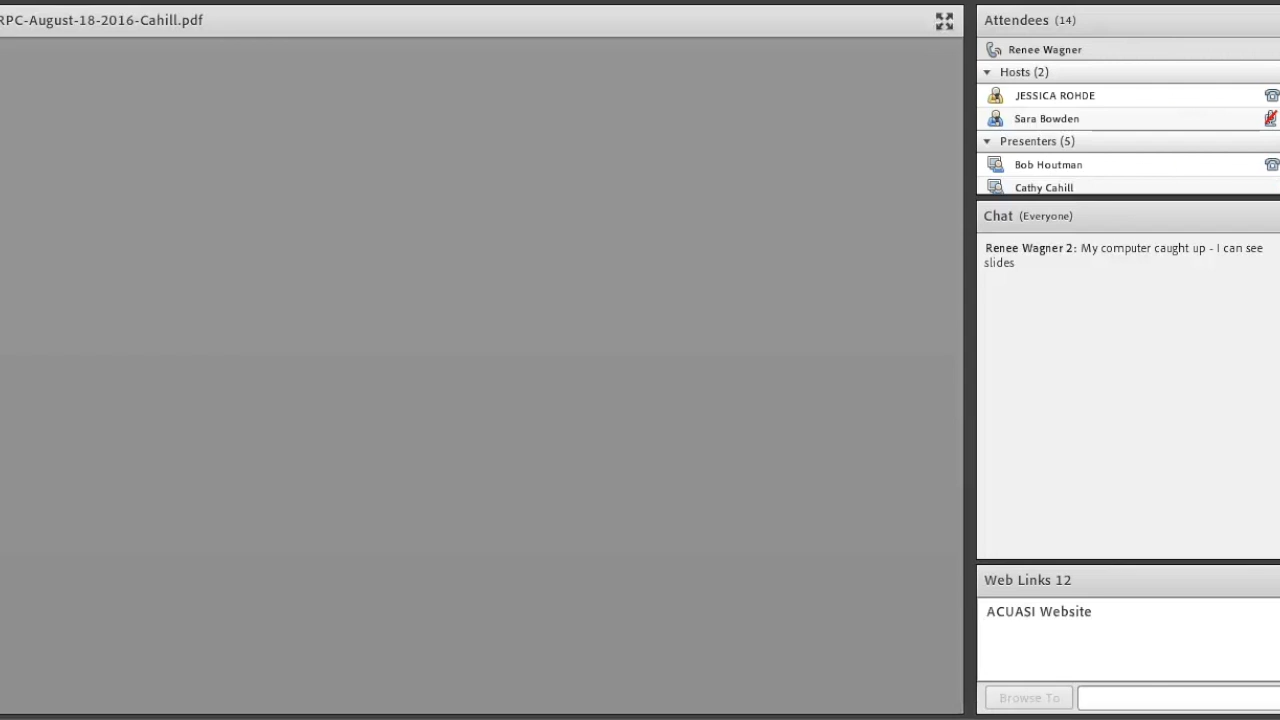 RPC-August-18-2016-Cahill.pdf
Attendees (14)
Renee Wagner
Hosts (2)
JESSICA ROHDE
Sara Bowden
Presenters (5)
Bob Houtman
Cathy Cahill
Chat (Everyone)
Renee Wagner 2: My computer caught up - I can see
slides
Web Links 12
ACUASI Website
Browse To